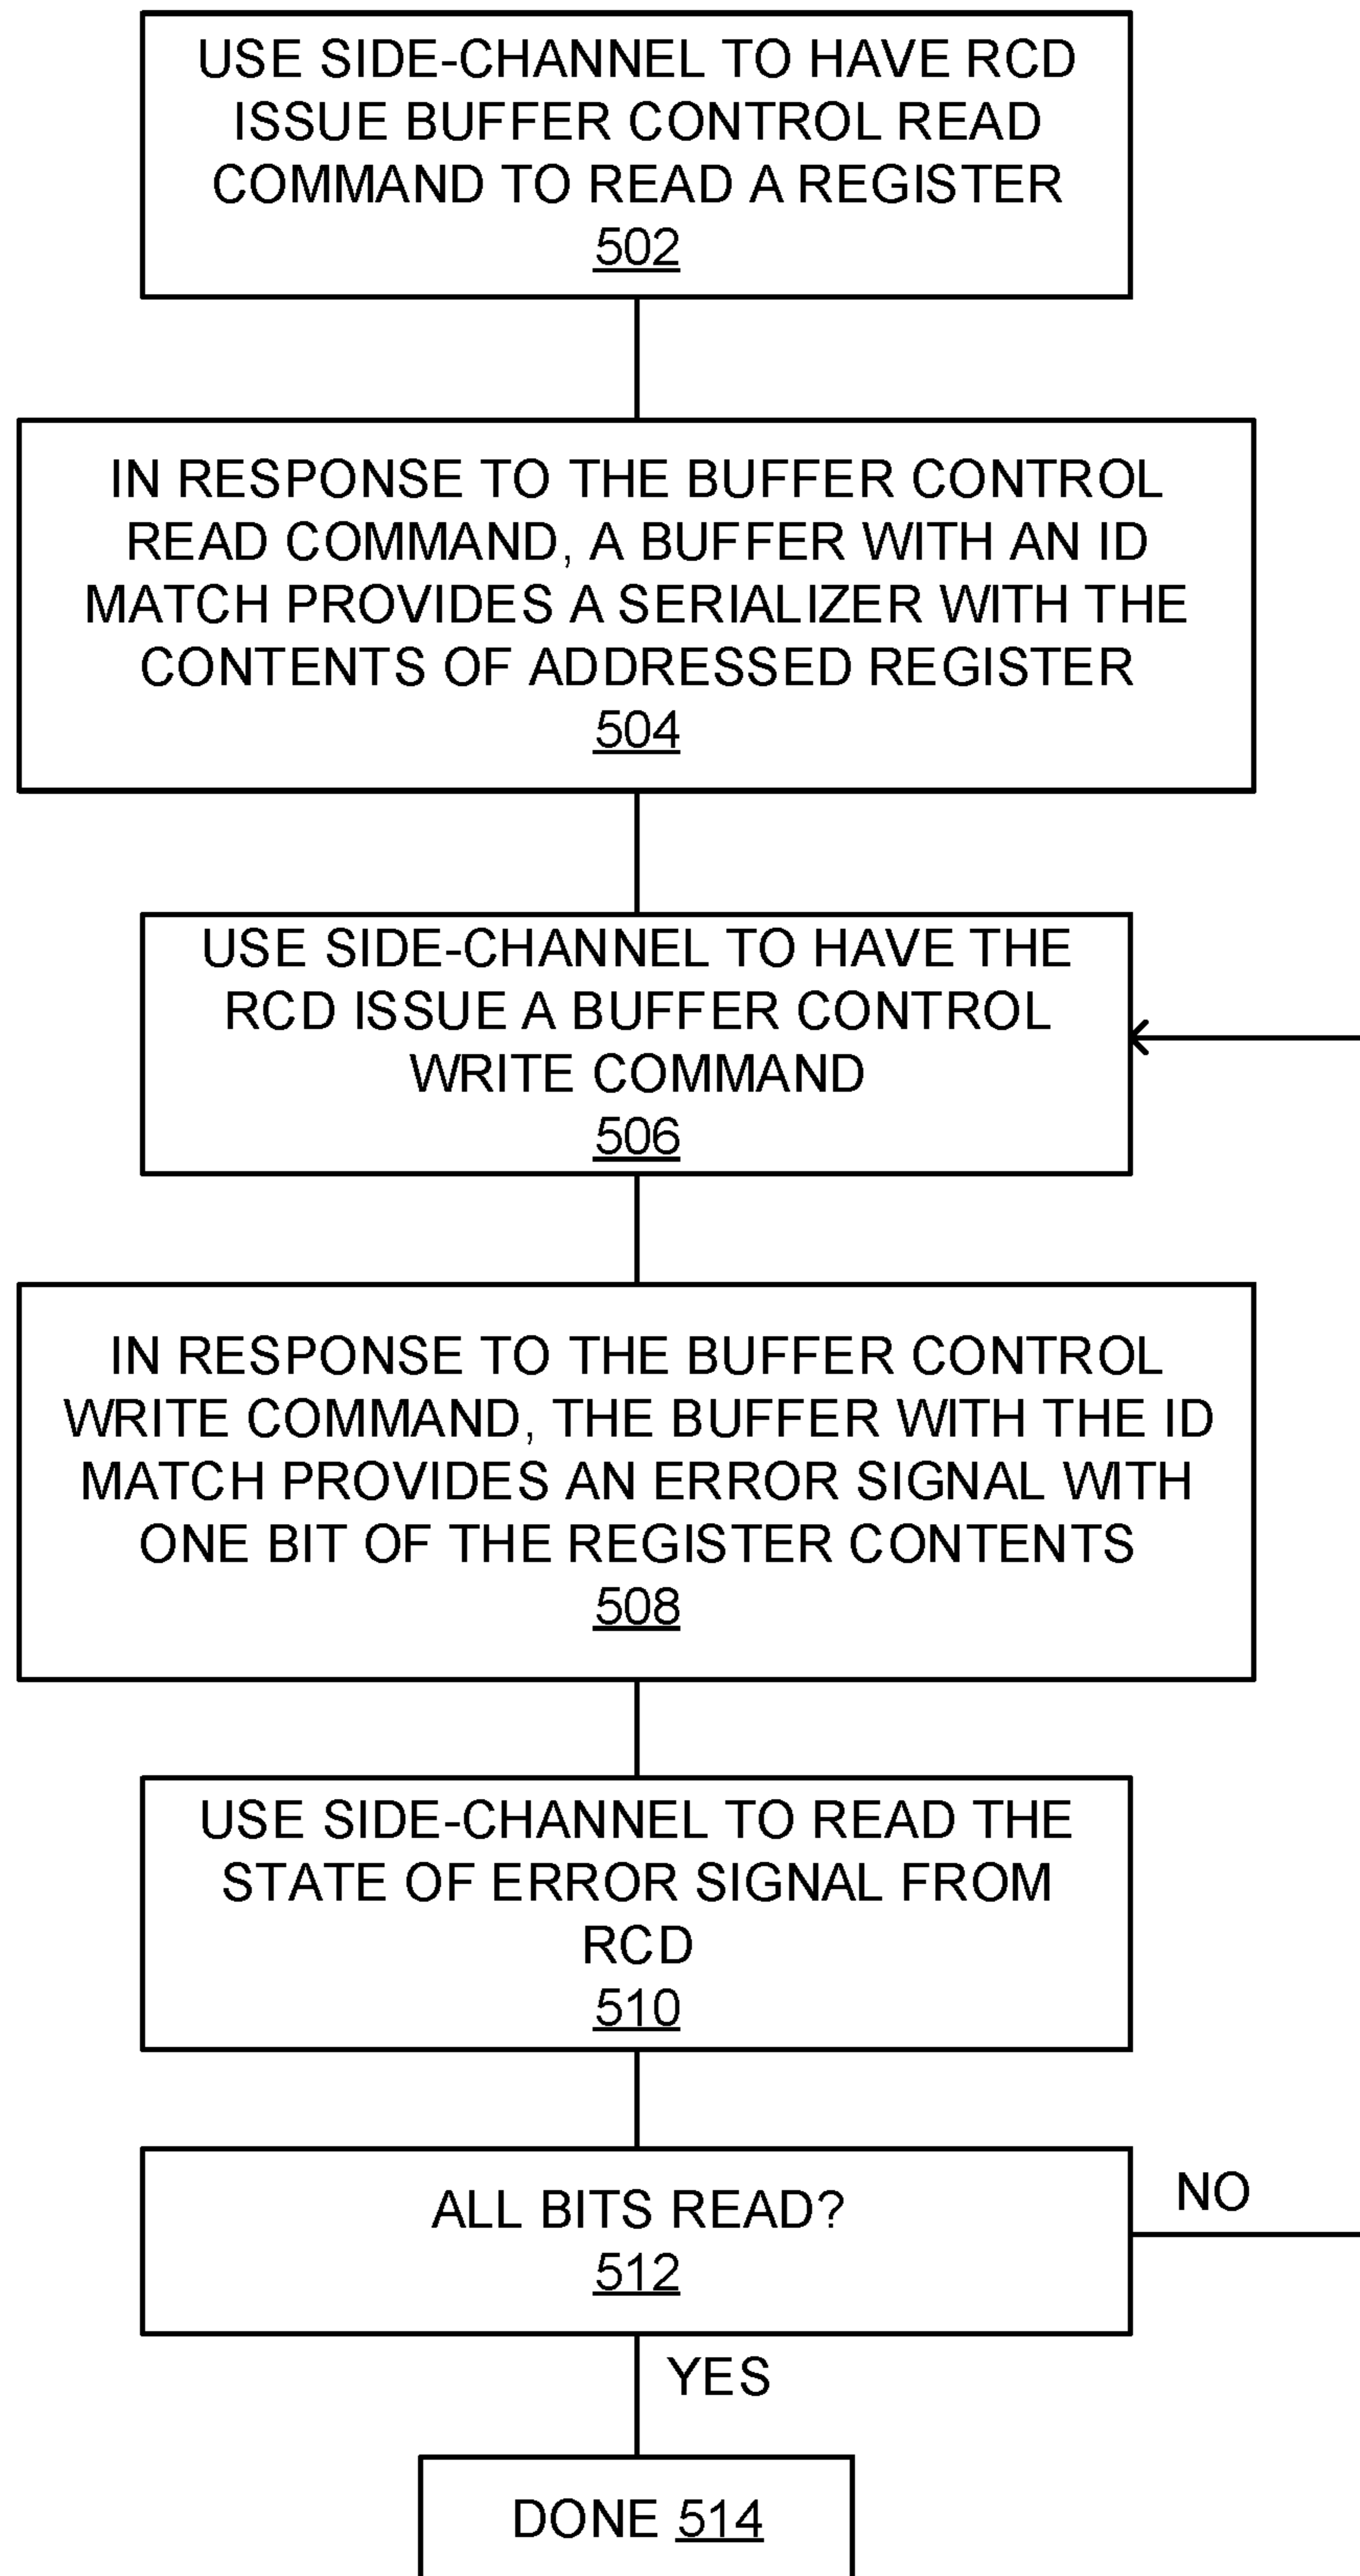 USE SIDE-CHANNEL TO HAVE RCD
ISSUE BUFFER CONTROL READ
COMMAND TO READ A REGISTER
502
IN RESPONSE TO THE BUFFER CONTROL
READ COMMAND, A BUFFER WITH AN ID
MATCH PROVIDES A SERIALIZER WITH THE
CONTENTS OF ADDRESSED REGISTER
504
USE SIDE-CHANNEL TO HAVE THE
RCD ISSUE A BUFFER CONTROL
WRITE COMMAND
506
IN RESPONSE TO THE BUFFER CONTROL
WRITE COMMAND, THE BUFFER WITH THE ID
MATCH PROVIDES AN ERROR SIGNAL WITH
ONE BIT OF THE REGISTER CONTENTS
508
USE SIDE-CHANNEL TO READ THE
STATE OF ERROR SIGNAL FROM
RCD
510
ALL BITS READ?
512
NO
YES
DONE 514